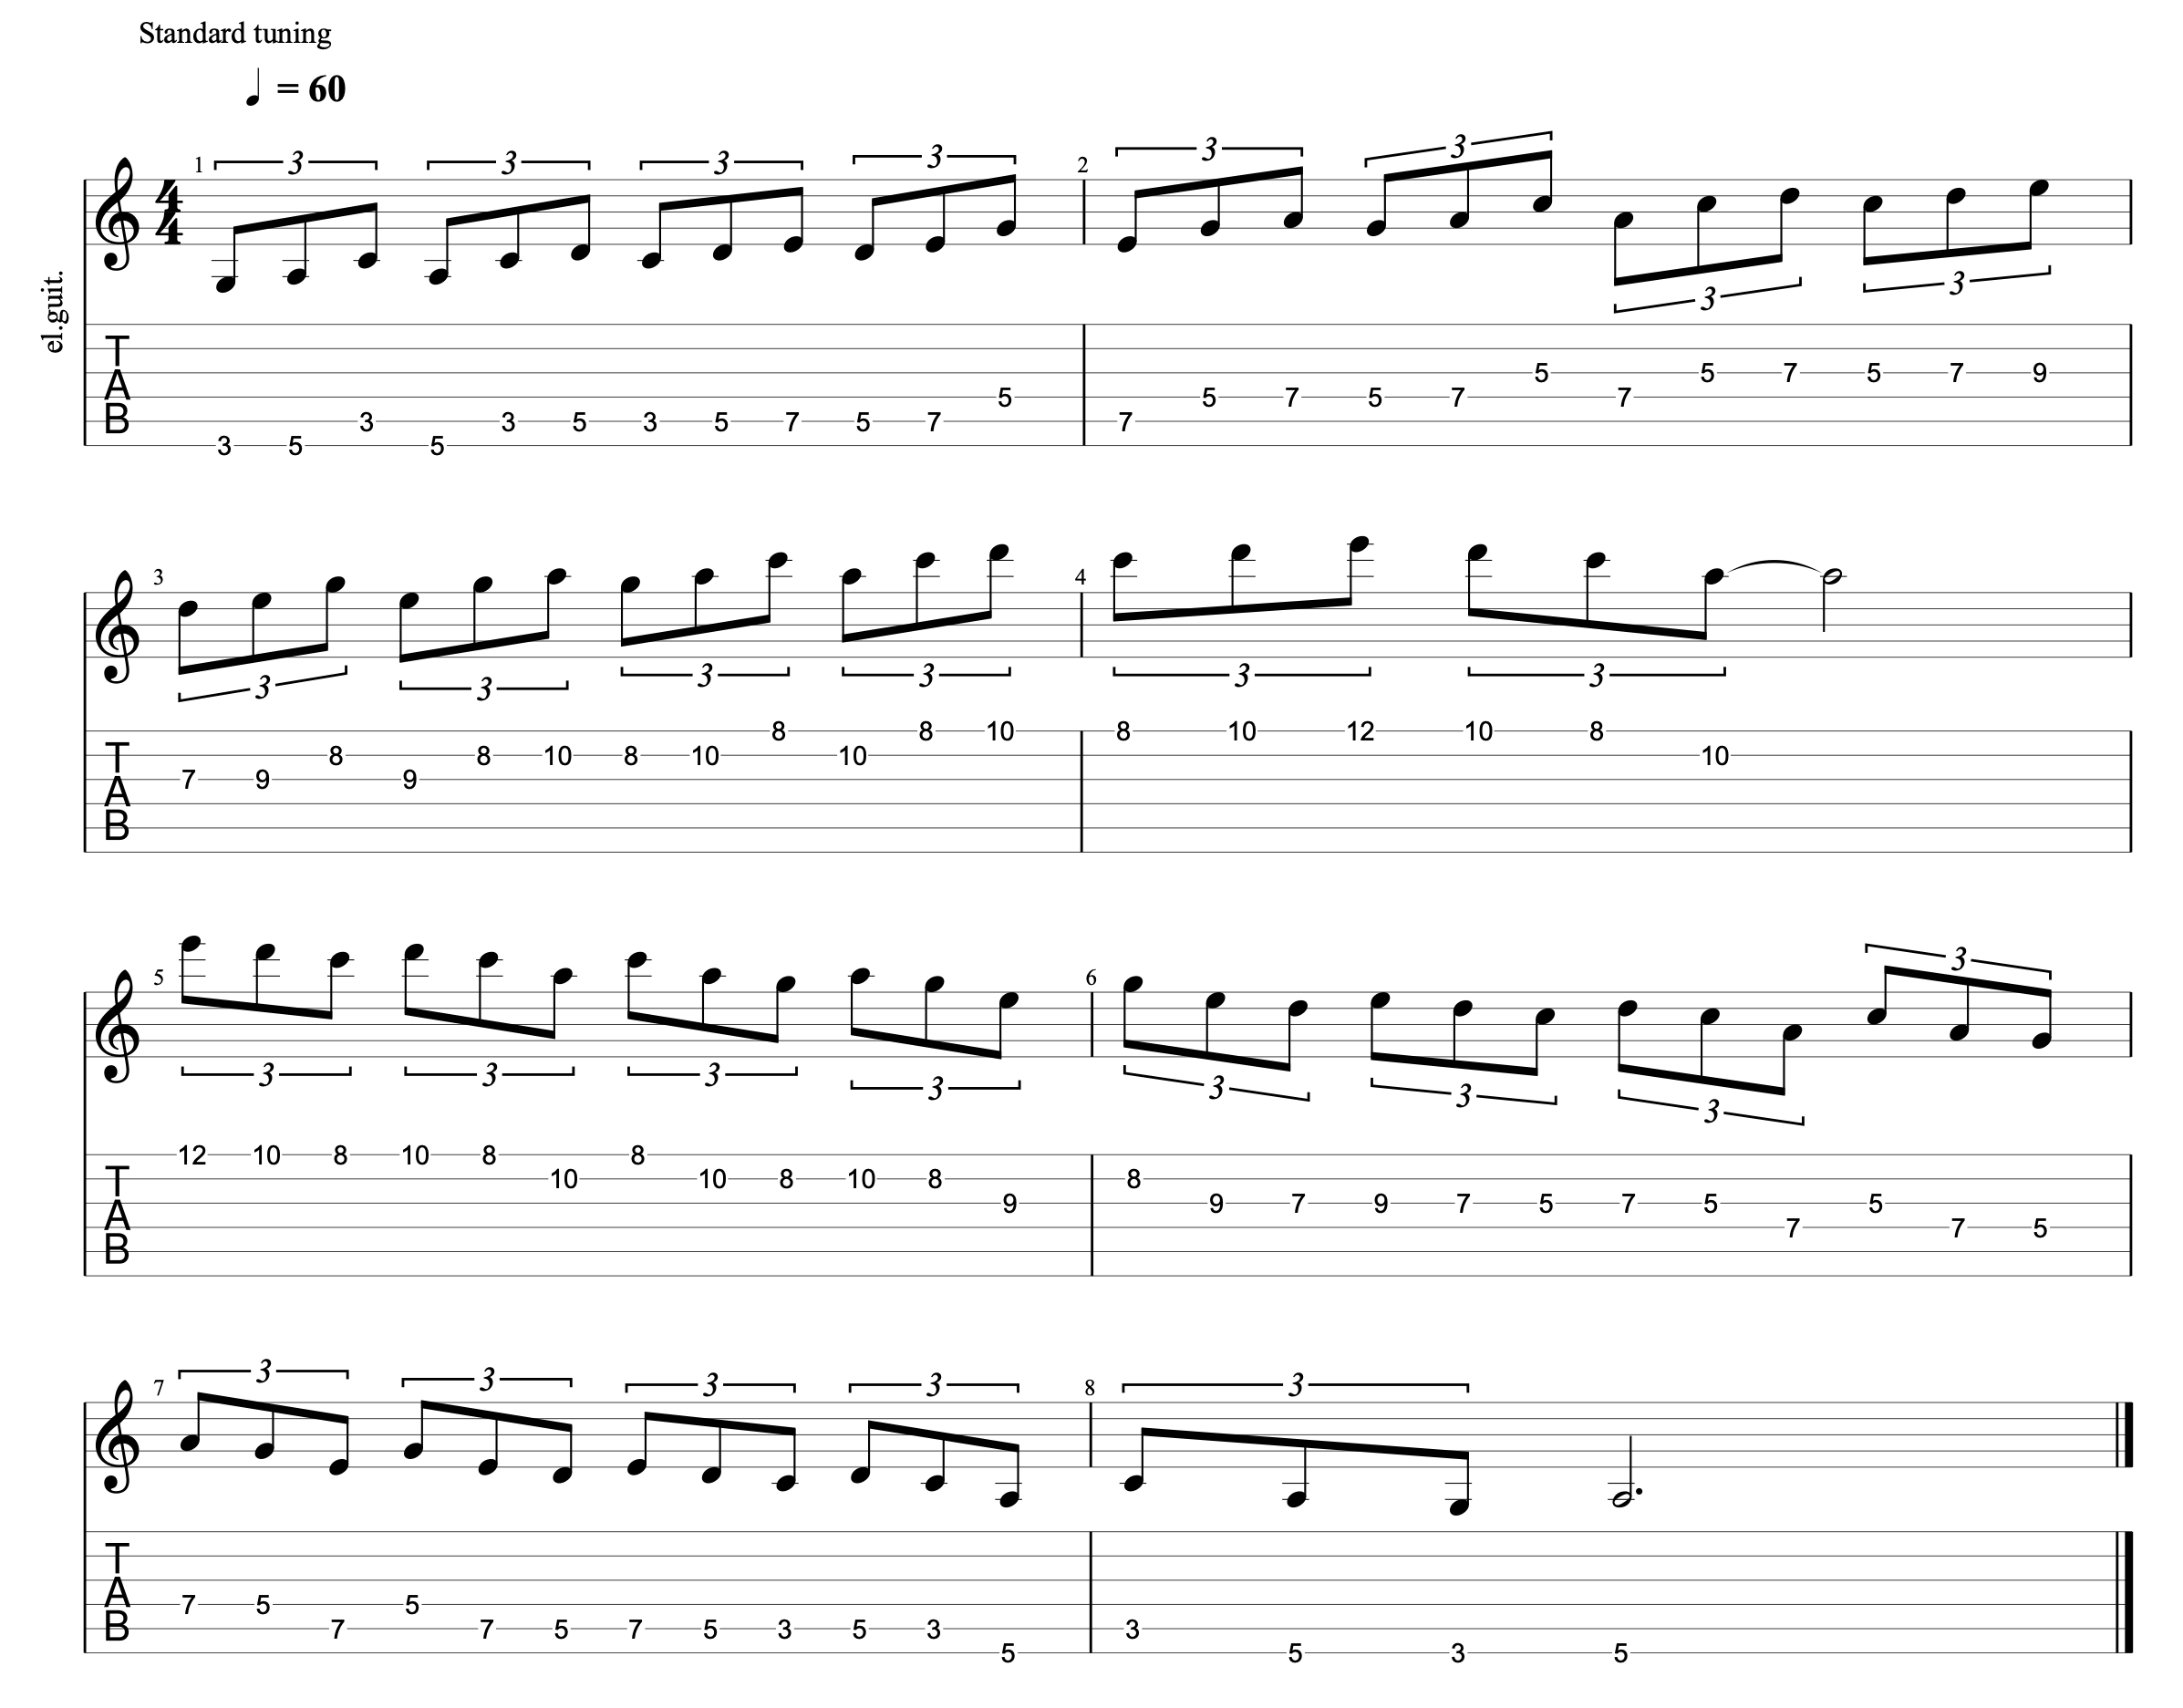 Standard tuning
♩ = 60
el.guit.
4
4
1 3 3 3 3 2 3 3 3 3
T
A
B
5 5 7 5 7 9
5 5 7 5 7 7
3 3 5 3 5 7 5 7 7
3 5 5
3 3 3 3 3 4 3 3
T
A
B
8 8 10 8 10 12 10 8
8 8 10 8 10 10 10
7 9 9
5 3 3 3 3 6 3 3 3 3
T
A
B
12 10 8 10 8 8
10 10 8 10 8 8
9 9 7 9 7 5 7 5 5
7 7 5
7 3 3 3 3 8 3
T
A
B
7 5 5
7 7 5 7 5 3 5 3 3
5 5 3 5